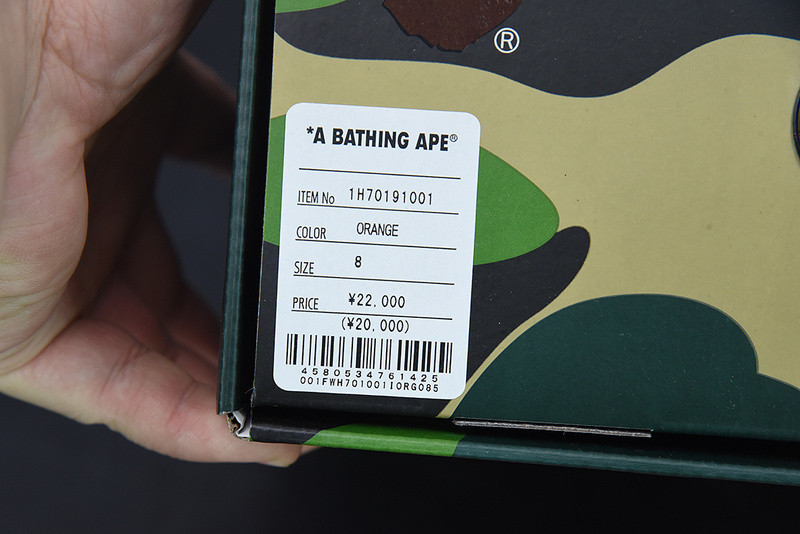 ®
*A BATHING APE®
ITEM No 1H70191001
COLOR ORANGE
SIZE 8
PRICE ¥22,000
(¥20,000)
4580534761425
001FWH701001IORG085